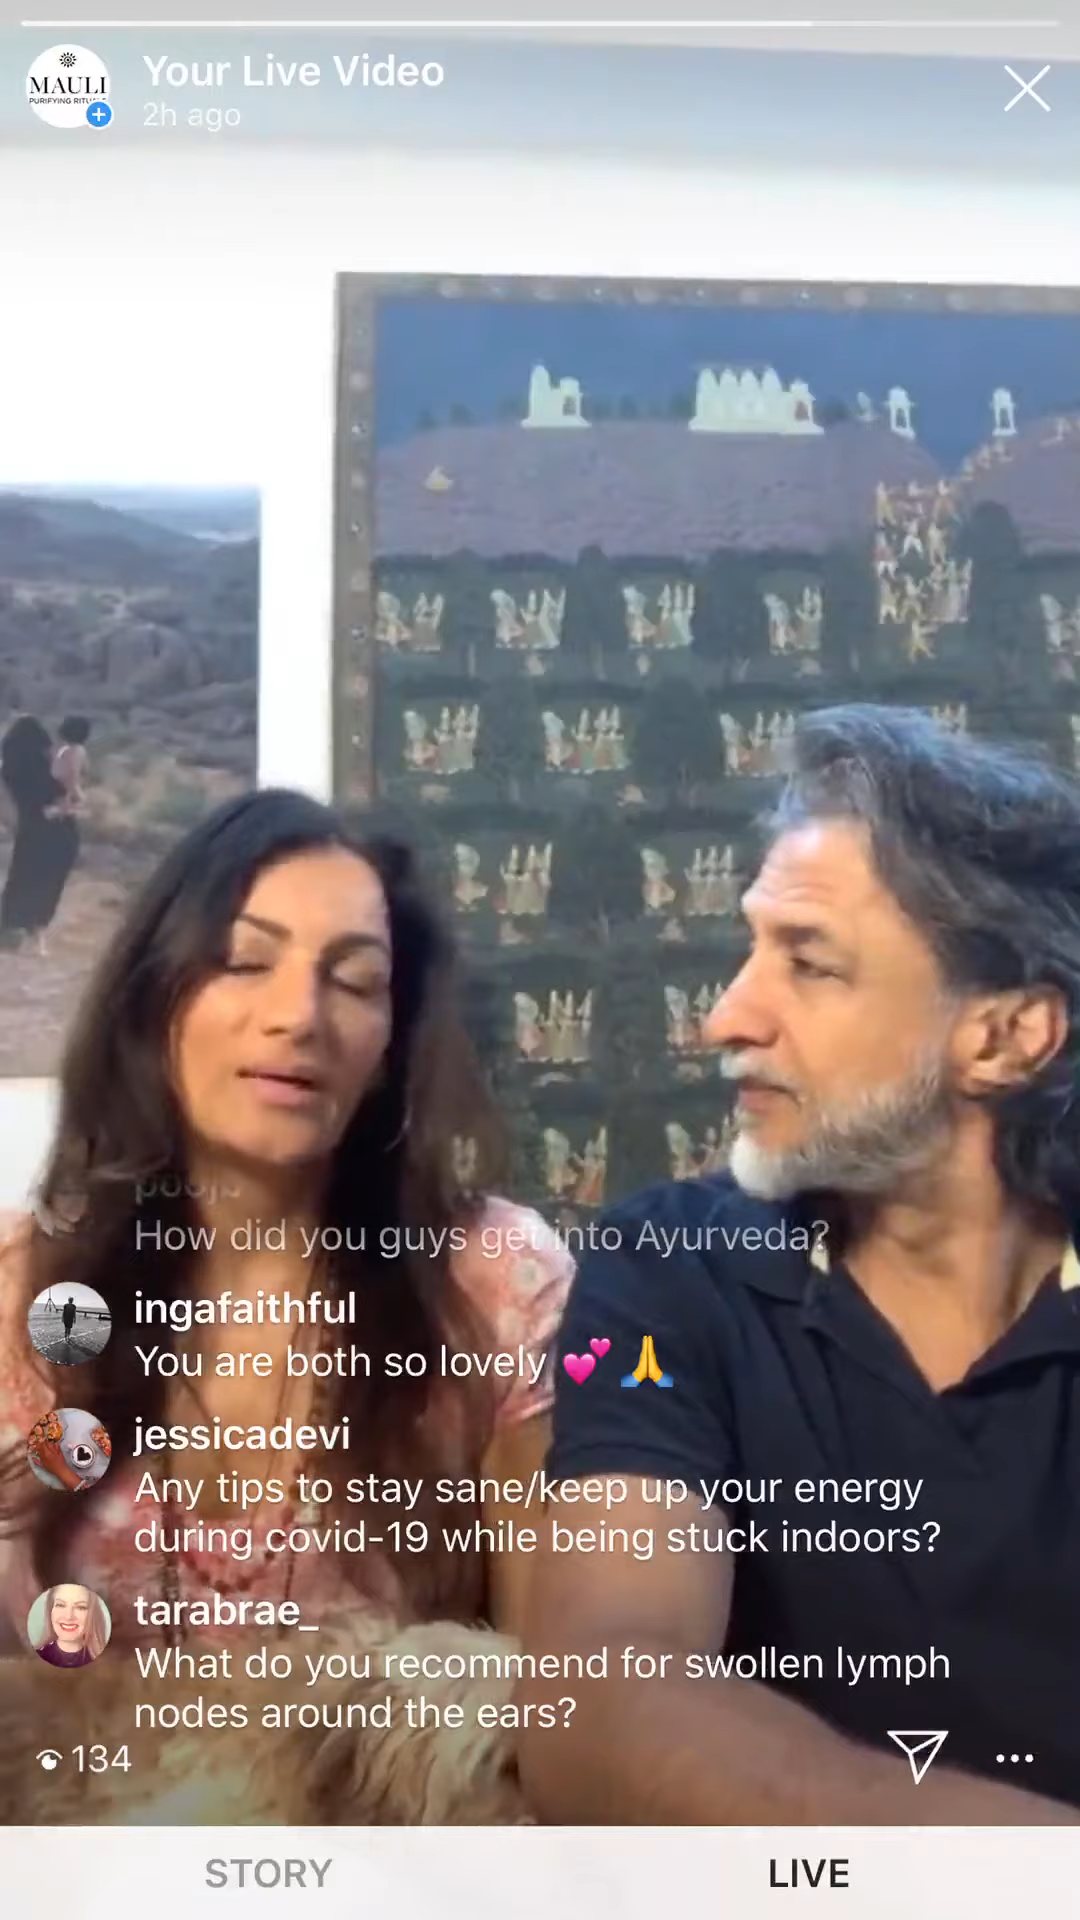 MAULI
PURIFYING RITUALS
Your Live Video
2h ago
How did you guys get into Ayurveda?
ingafaithful
You are both so lovely 💕 🙏
jessicadevi
Any tips to stay sane/keep up your energy
during covid-19 while being stuck indoors?
tarabrae_
What do you recommend for swollen lymph
nodes around the ears?
134
STORY
LIVE